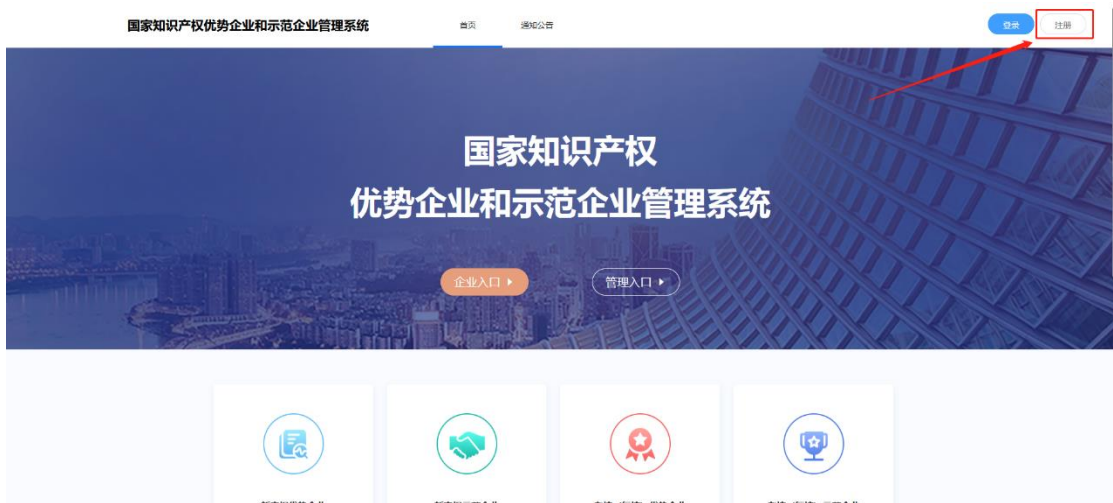 国家知识产权优势企业和示范企业管理系统
首页
通知公告
登录
注册
国家知识产权
优势企业和示范企业管理系统
企业入口
管理入口